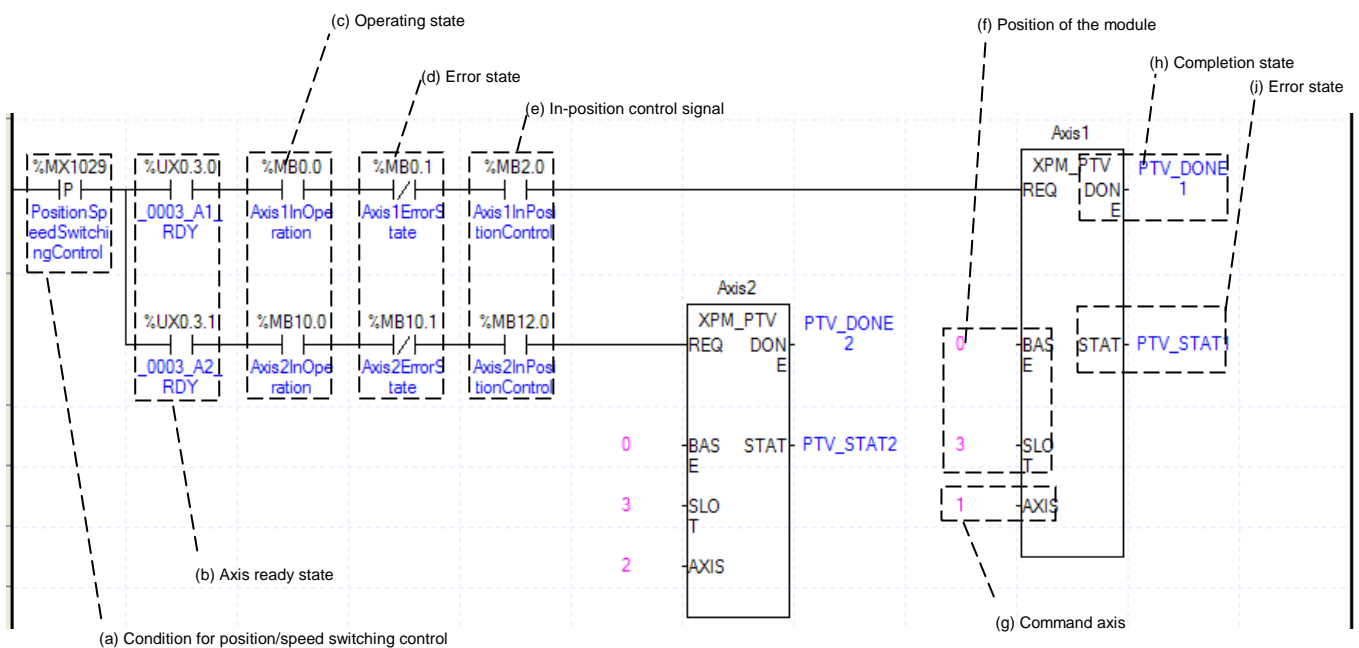 (c) Operating state
(f) Position of the module
(d) Error state
(h) Completion state
(e) In-position control signal
(j) Error state
Axis1
%MX1029
%UX0.3.0
%MB0.0
%MB0.1
%MB2.0
XPM_PTV
PTV_DONE
1
P
REQ
DON
E
PositionSp
eedSwitchi
ngControl
_0003_A1_
RDY
Axis1InOpe
ration
Axis1ErrorS
tate
Axis1InPosi
tionControl
Axis2
%UX0.3.1
%MB10.0
%MB10.1
%MB12.0
XPM_PTV
PTV_DONE
2
REQ
DON
E
0
BAS
E
STAT
PTV_STAT1
_0003_A2_
RDY
Axis2InOpe
ration
Axis2ErrorS
tate
Axis2InPosi
tionControl
0
BAS
E
STAT
PTV_STAT2
3
SLO
T
3
SLO
T
1
AXIS
2
AXIS
(b) Axis ready state
(g) Command axis
(a) Condition for position/speed switching control